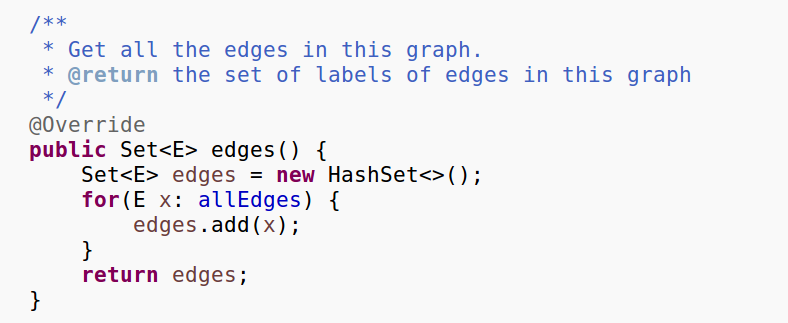 /**
 * Get all the edges in this graph.
 * @return the set of labels of edges in this graph
 */
@Override
public Set<E> edges() {
    Set<E> edges = new HashSet<>();
    for(E x: allEdges) {
        edges.add(x);
    }
    return edges;
}